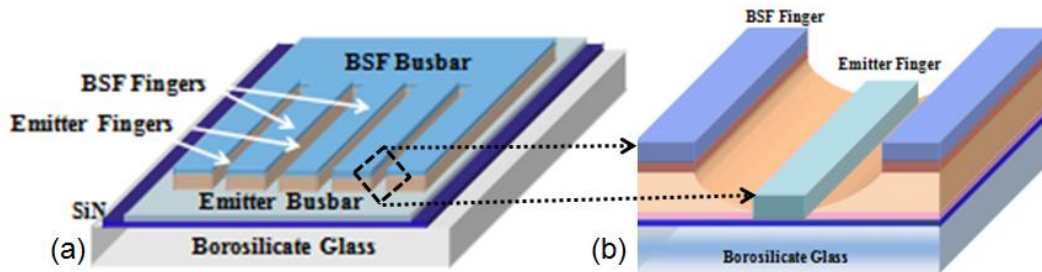 BSF Busbar
BSF Fingers
Emitter Fingers
Emitter Busbar
SiN
(a)
Borosilicate Glass
BSF Finger
Emitter Finger
(b)
Borosilicate Glass